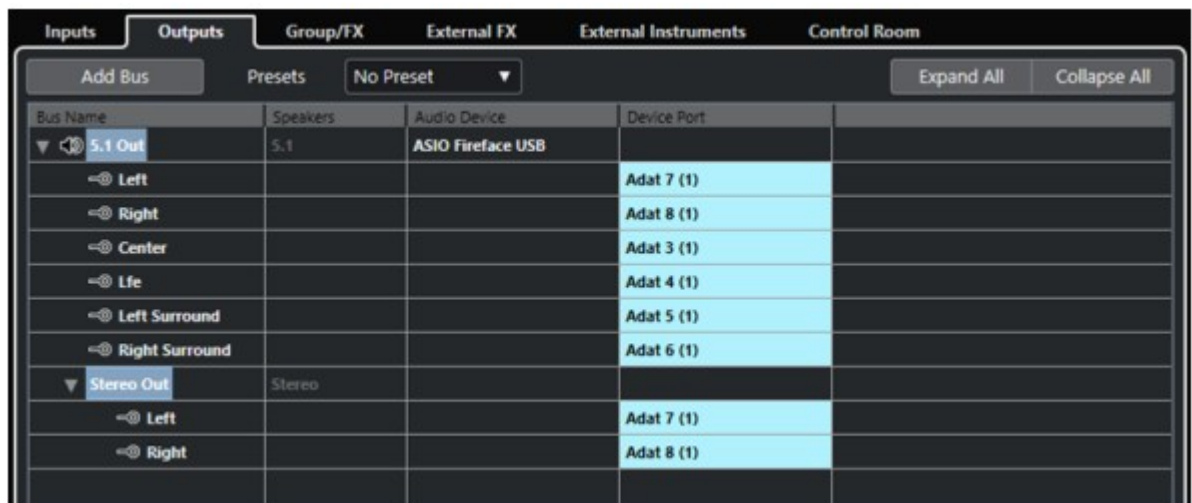 Inputs Outputs Group/FX External FX External Instruments Control Room
Add Bus Presets No Preset Expand All Collapse All
Bus Name Speakers Audio Device Device Port
5.1 Out 5.1 ASIO Fireface USB
Left Adat 7 (1)
Right Adat 8 (1)
Center Adat 3 (1)
Lfe Adat 4 (1)
Left Surround Adat 5 (1)
Right Surround Adat 6 (1)
Stereo Out Stereo
Left Adat 7 (1)
Right Adat 8 (1)